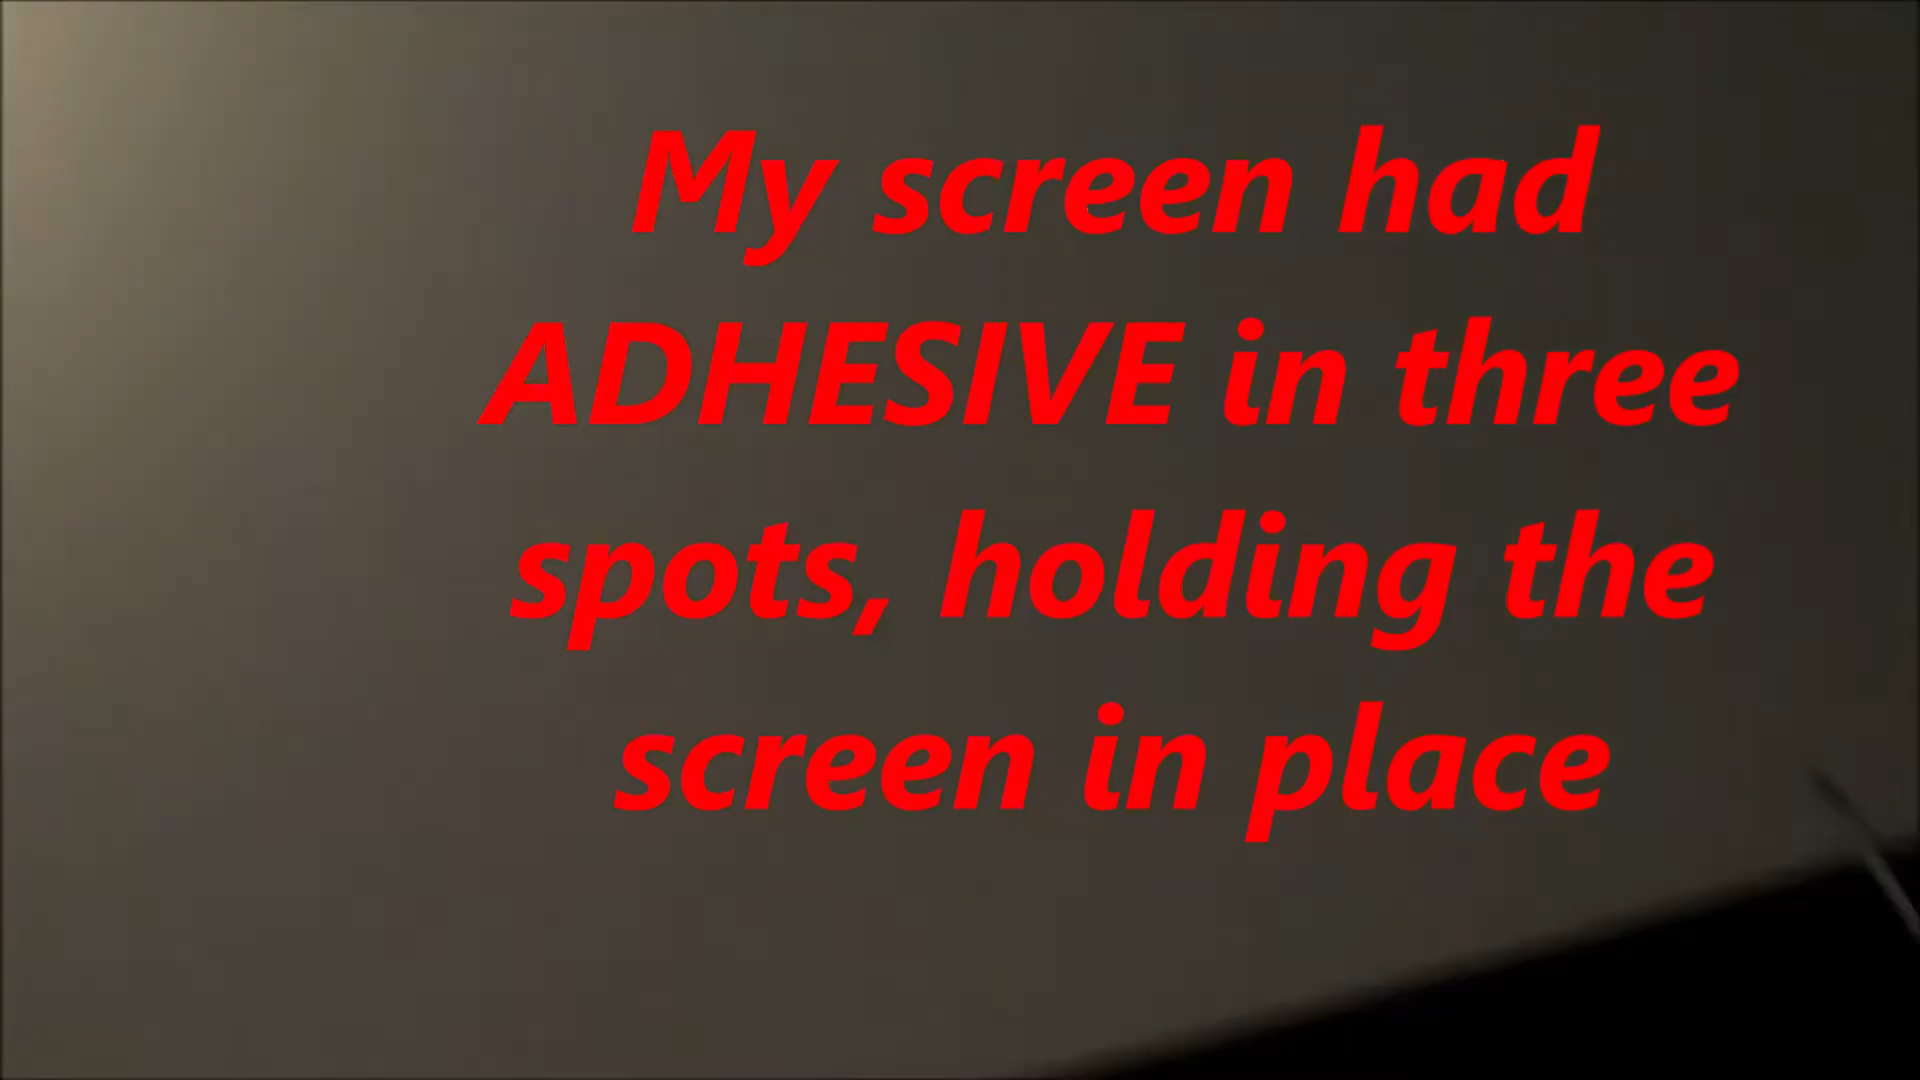 My screen had
ADHESIVE in three
spots, holding the
screen in place